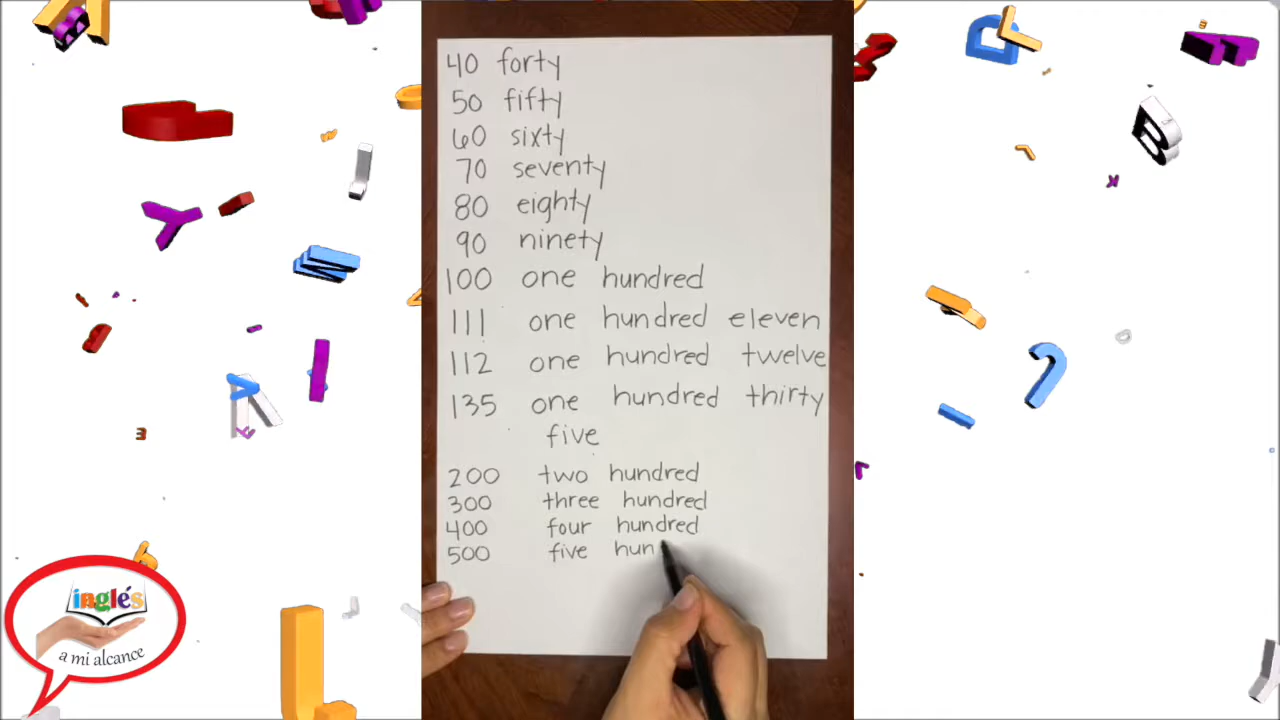 40 forty
50 fifty
60 sixty
70 seventy
80 eighty
90 ninety
100 one hundred
111 one hundred eleven
112 one hundred twelve
135 one hundred thirty
five
200 two hundred
300 three hundred
400 four hundred
500 five hun
inglés
a mi alcance